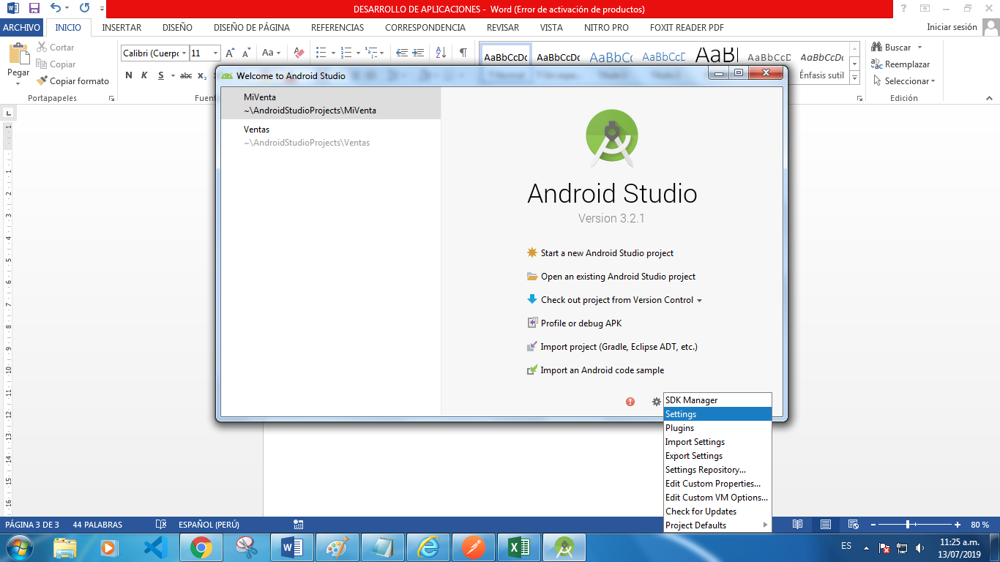 DESARROLLO DE APLICACIONES - Word (Error de activación de productos)
ARCHIVO INICIO INSERTAR DISEÑO DISEÑO DE PÁGINA REFERENCIAS CORRESPONDENCIA REVISAR VISTA NITRO PRO FOXIT READER PDF Iniciar sesión
Pegar
Cortar
Copiar
Copiar formato
Portapapeles
Calibri (Cuerpo 11
N K S abc x₂
Fuent
AaBbCcDc AaBbCcDc AaBbCc AaBbCcD AaBl AaBbCcD AaBbCcDc
Énfasis sutil
Buscar
Reemplazar
Seleccionar
Edición
Welcome to Android Studio
MiVenta
~\AndroidStudioProjects\MiVenta
Ventas
~\AndroidStudioProjects\Ventas
Android Studio
Version 3.2.1
Start a new Android Studio project
Open an existing Android Studio project
Check out project from Version Control
Profile or debug APK
Import project (Gradle, Eclipse ADT, etc.)
Import an Android code sample
SDK Manager
Settings
Plugins
Import Settings
Export Settings
Settings Repository...
Edit Custom Properties...
Edit Custom VM Options...
Check for Updates
Project Defaults
PÁGINA 3 DE 3 44 PALABRAS ESPAÑOL (PERÚ) 80 %
ES 11:25 a.m.
13/07/2019